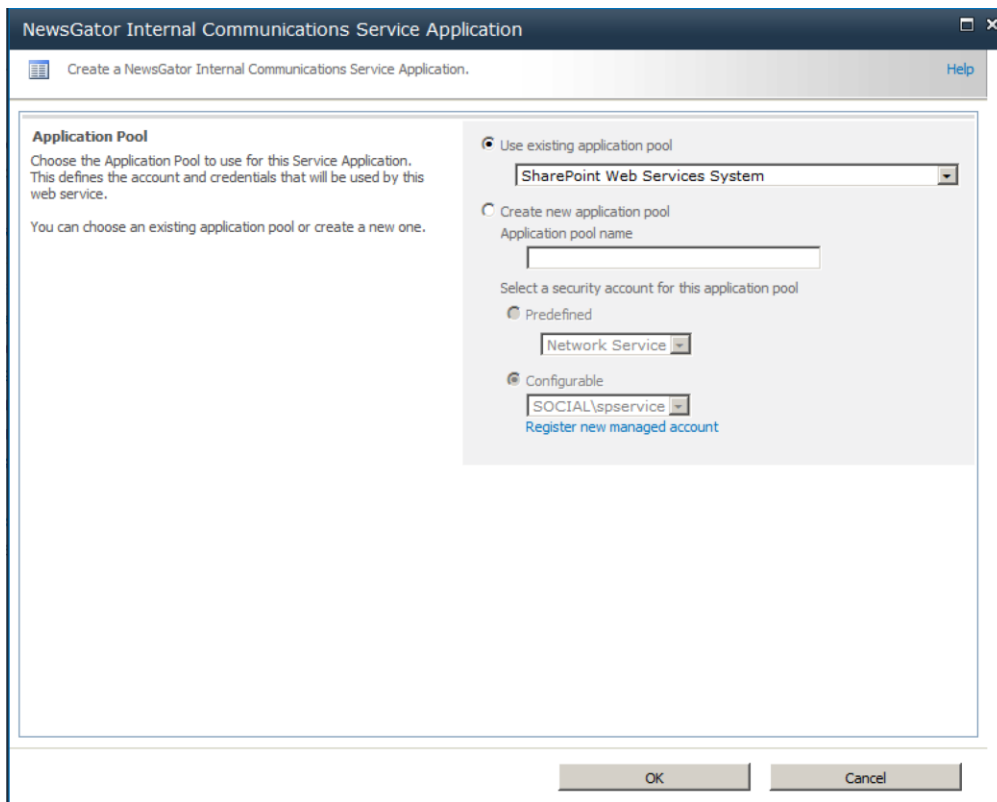 NewsGator Internal Communications Service Application
Create a NewsGator Internal Communications Service Application.
Help
Application Pool
Choose the Application Pool to use for this Service Application.
This defines the account and credentials that will be used by this
web service.
You can choose an existing application pool or create a new one.
Use existing application pool
SharePoint Web Services System
Create new application pool
Application pool name
Select a security account for this application pool
Predefined
Network Service
Configurable
SOCIAL\spservice
Register new managed account
OK
Cancel